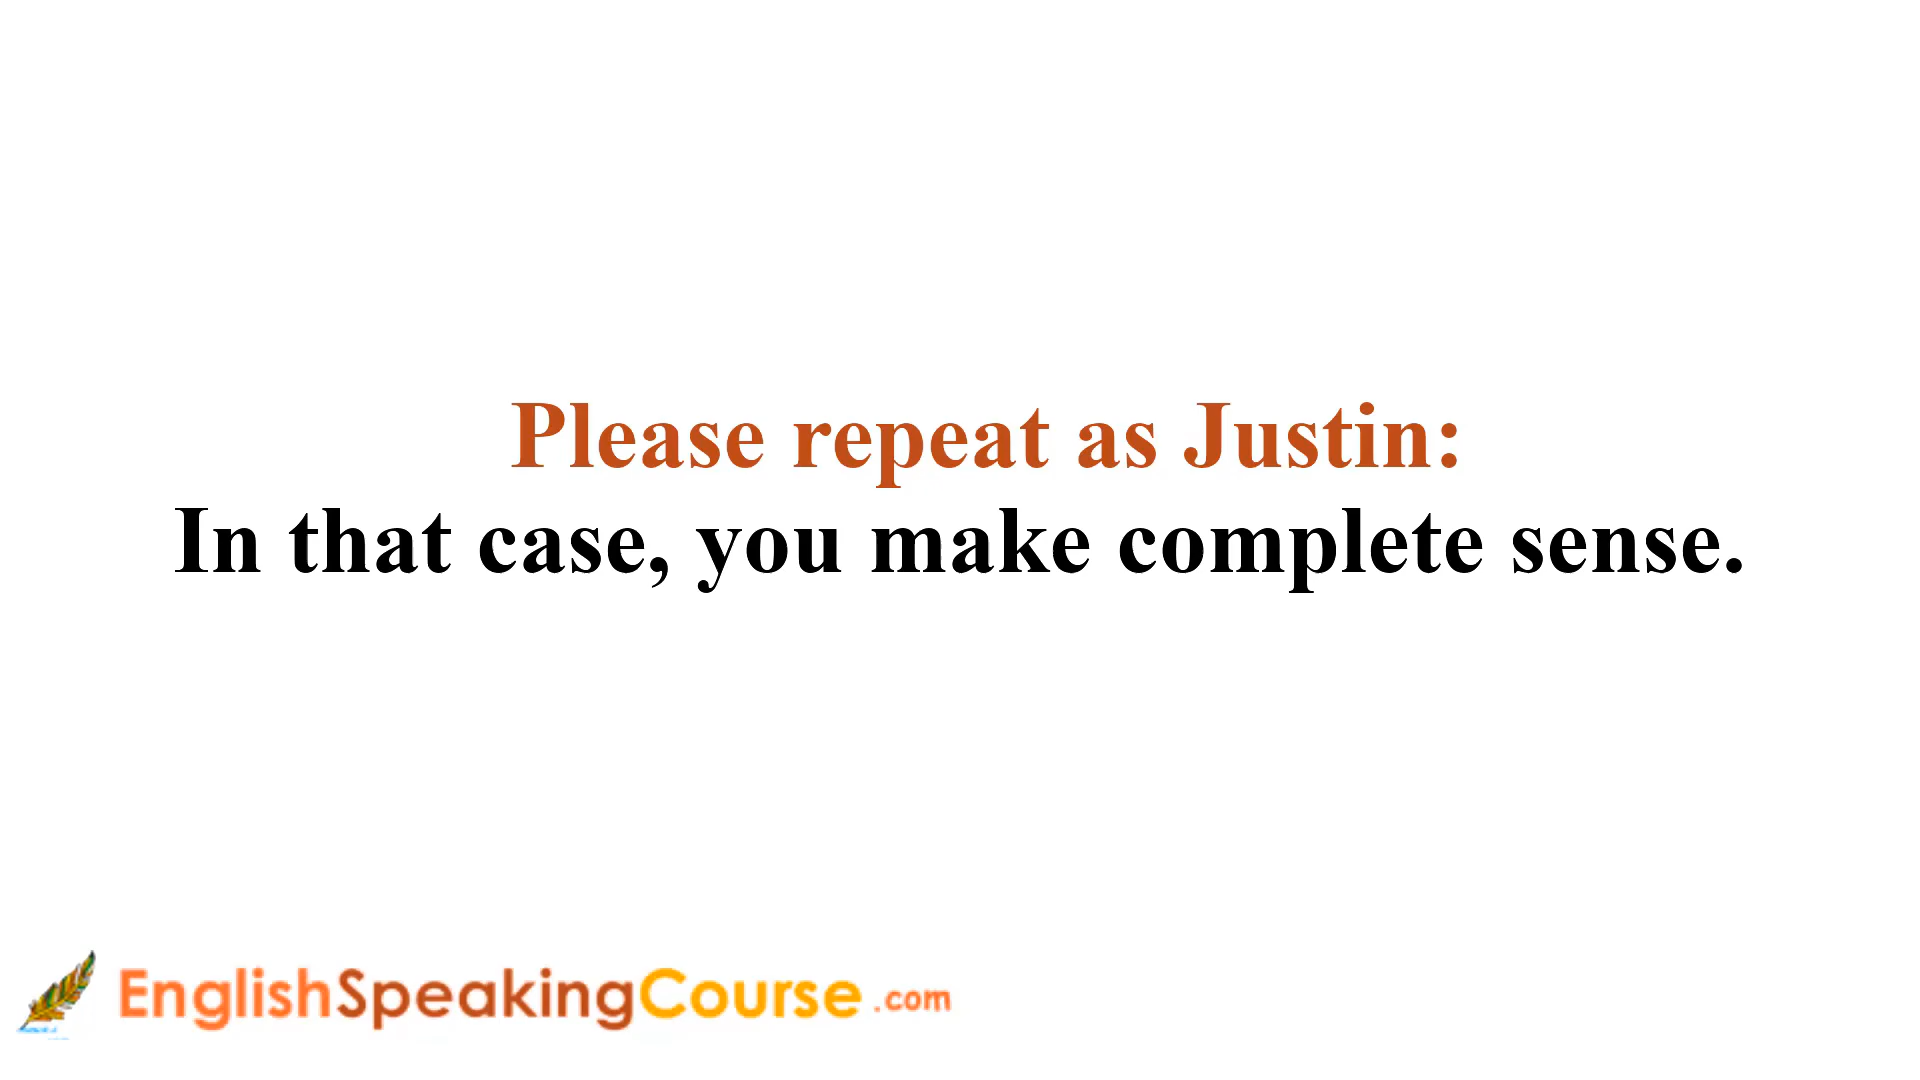 Please repeat as Justin:
In that case, you make complete sense.
EnglishSpeakingCourse.com